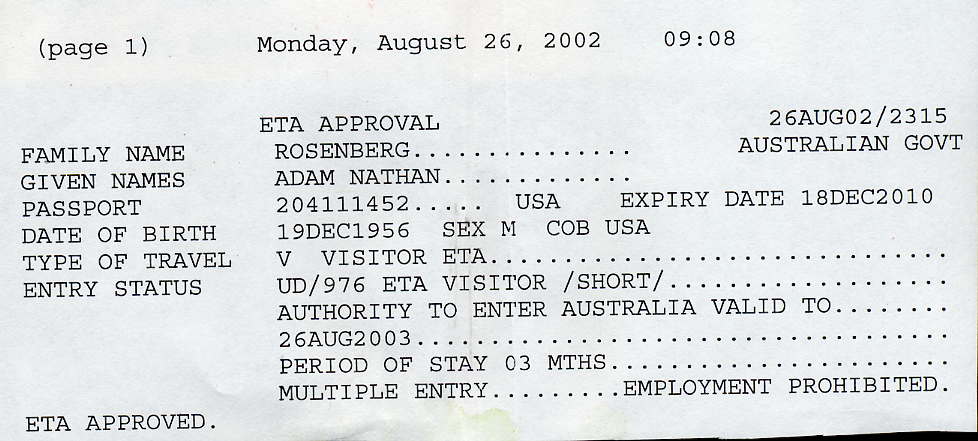 (page 1) Monday, August 26, 2002 09:08
ETA APPROVAL 26AUG02/2315
FAMILY NAME ROSENBERG............... AUSTRALIAN GOVT
GIVEN NAMES ADAM NATHAN.............
PASSPORT 204111452..... USA EXPIRY DATE 18DEC2010
DATE OF BIRTH 19DEC1956 SEX M COB USA
TYPE OF TRAVEL V VISITOR ETA...............................
ENTRY STATUS UD/976 ETA VISITOR /SHORT/...................
AUTHORITY TO ENTER AUSTRALIA VALID TO........
26AUG2003....................................
PERIOD OF STAY 03 MTHS.......................
MULTIPLE ENTRY.........EMPLOYMENT PROHIBITED.
ETA APPROVED.